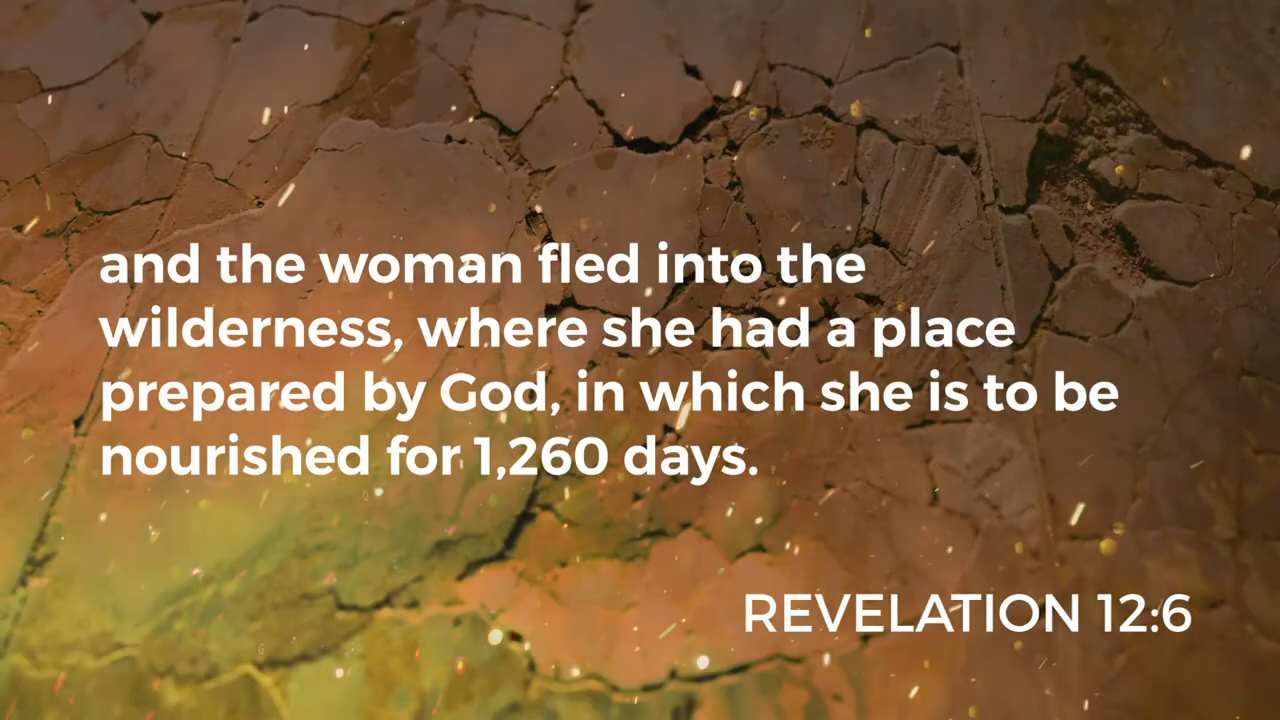 and the woman fled into the
wilderness, where she had a place
prepared by God, in which she is to be
nourished for 1,260 days.
REVELATION 12:6